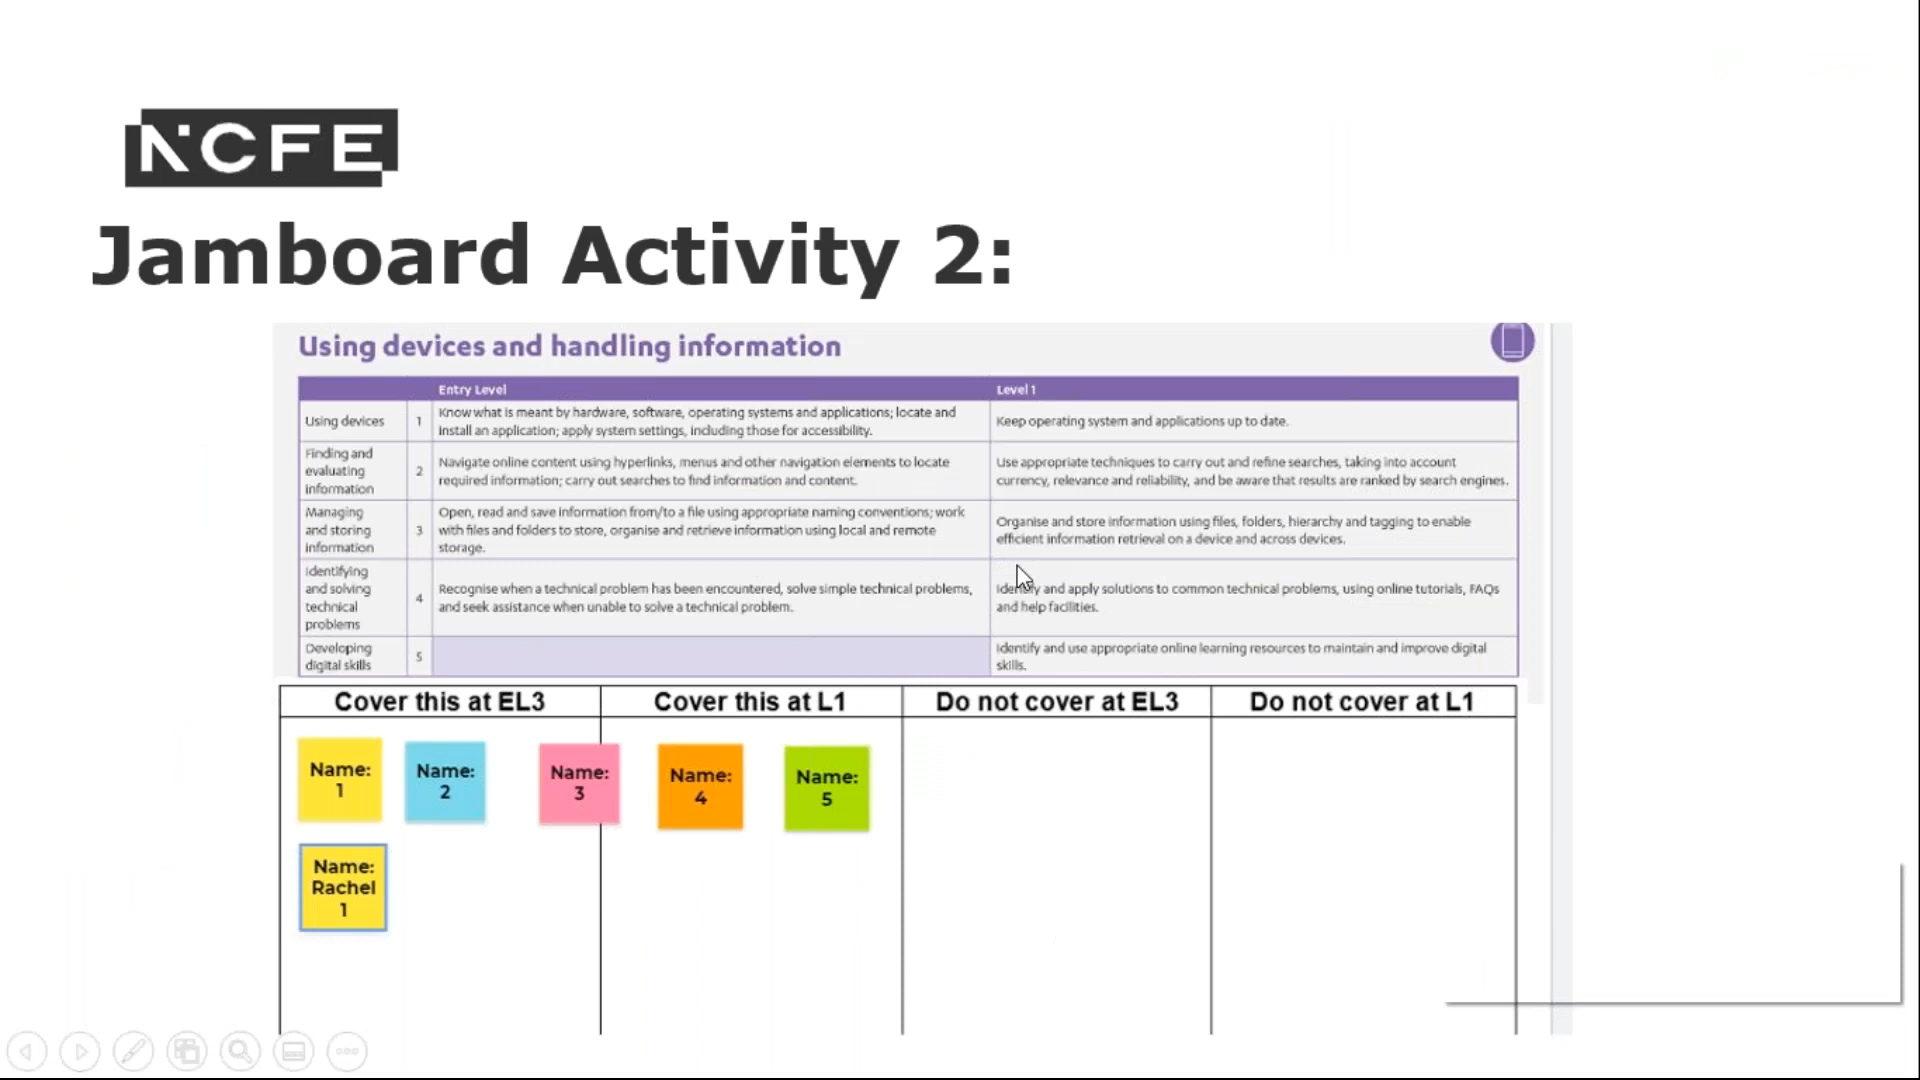 NCFE
Jamboard Activity 2:
Using devices and handling information
Entry Level
Level 1
Using devices
1
Know what is meant by hardware, software, operating systems and applications; locate and
install an application; apply system settings, including those for accessibility.
Keep operating system and applications up to date.
Finding and
evaluating
information
2
Navigate online content using hyperlinks, menus and other navigation elements to locate
required information; carry out searches to find information and content.
Use appropriate techniques to carry out and refine searches, taking into account
currency, relevance and reliability, and be aware that results are ranked by search engines.
Managing
and storing
information
3
Open, read and save information from/to a file using appropriate naming conventions; work
with files and folders to store, organise and retrieve information using local and remote
storage.
Organise and store information using files, folders, hierarchy and tagging to enable
efficient information retrieval on a device and across devices.
Identifying
and solving
technical
problems
4
Recognise when a technical problem has been encountered, solve simple technical problems,
and seek assistance when unable to solve a technical problem.
Identify and apply solutions to common technical problems, using online tutorials, FAQs
and help facilities.
Developing
digital skills
5
Identify and use appropriate online learning resources to maintain and improve digital
skills.
Cover this at EL3
Cover this at L1
Do not cover at EL3
Do not cover at L1
Name:
1
Name:
2
Name:
3
Name:
4
Name:
5
Name:
Rachel
1